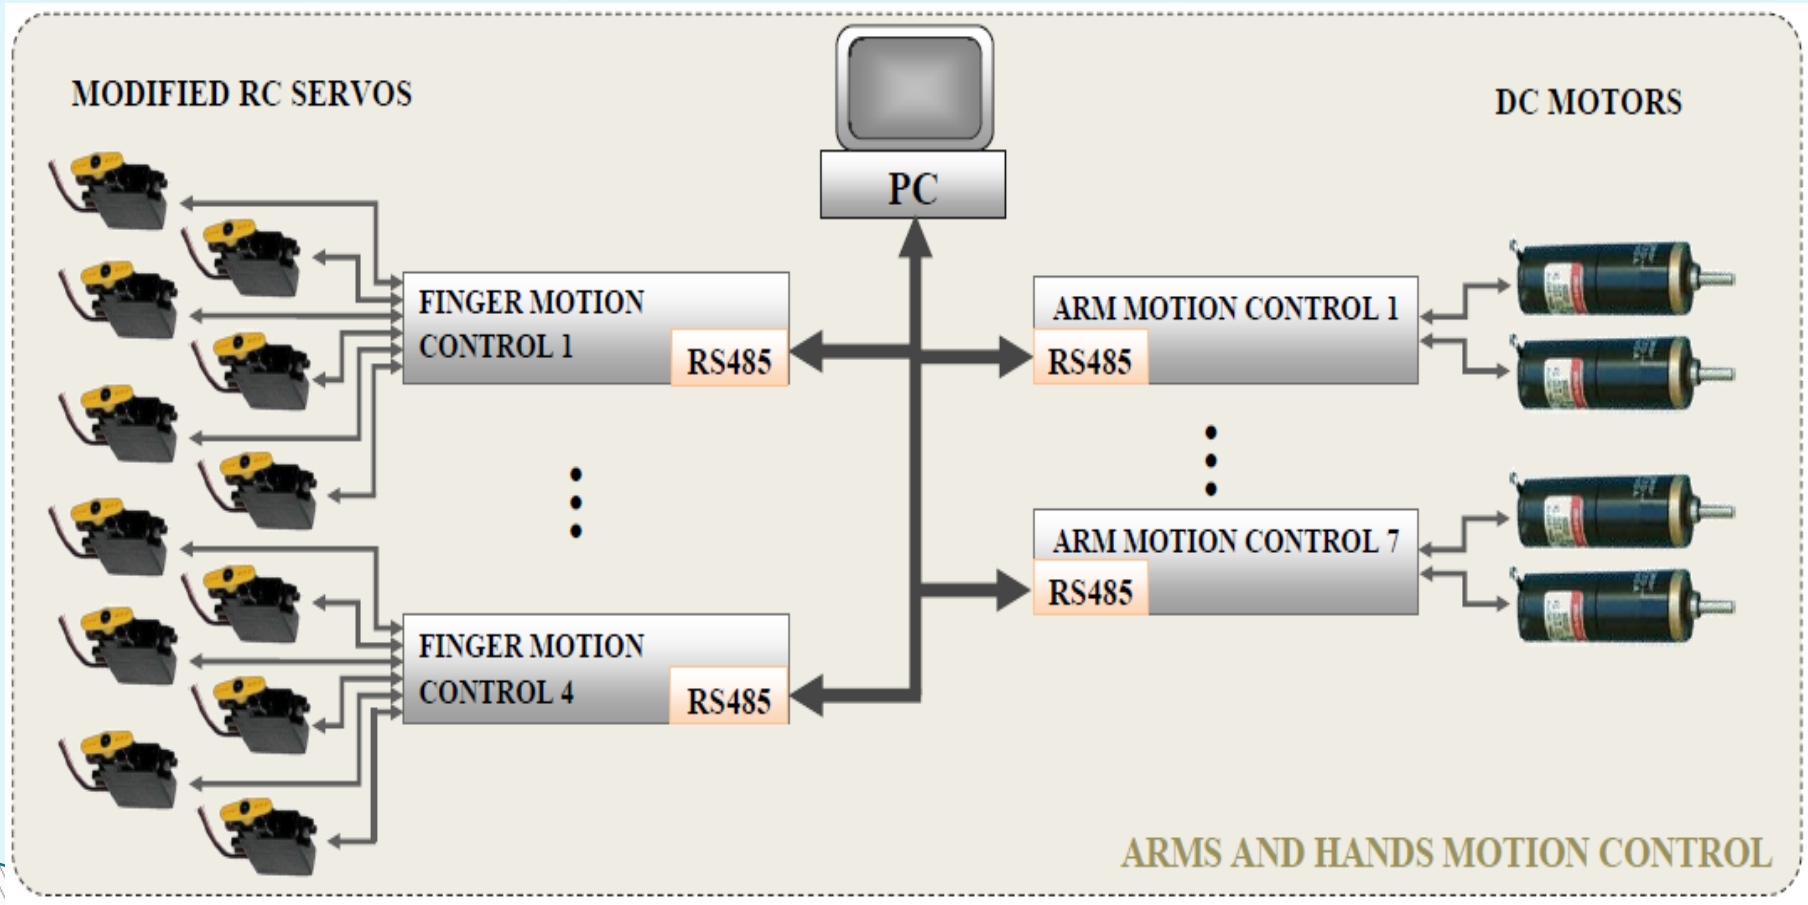 MODIFIED RC SERVOS
DC MOTORS
PC
FINGER MOTION
CONTROL 1
RS485
ARM MOTION CONTROL 1
RS485
ARM MOTION CONTROL 7
RS485
FINGER MOTION
CONTROL 4
RS485
ARMS AND HANDS MOTION CONTROL